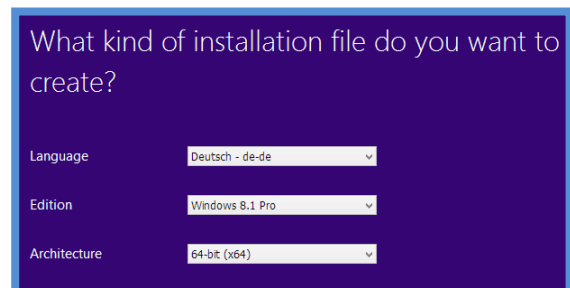 What kind of installation file do you want to
create?
Language Deutsch - de-de
Edition Windows 8.1 Pro
Architecture 64-bit (x64)